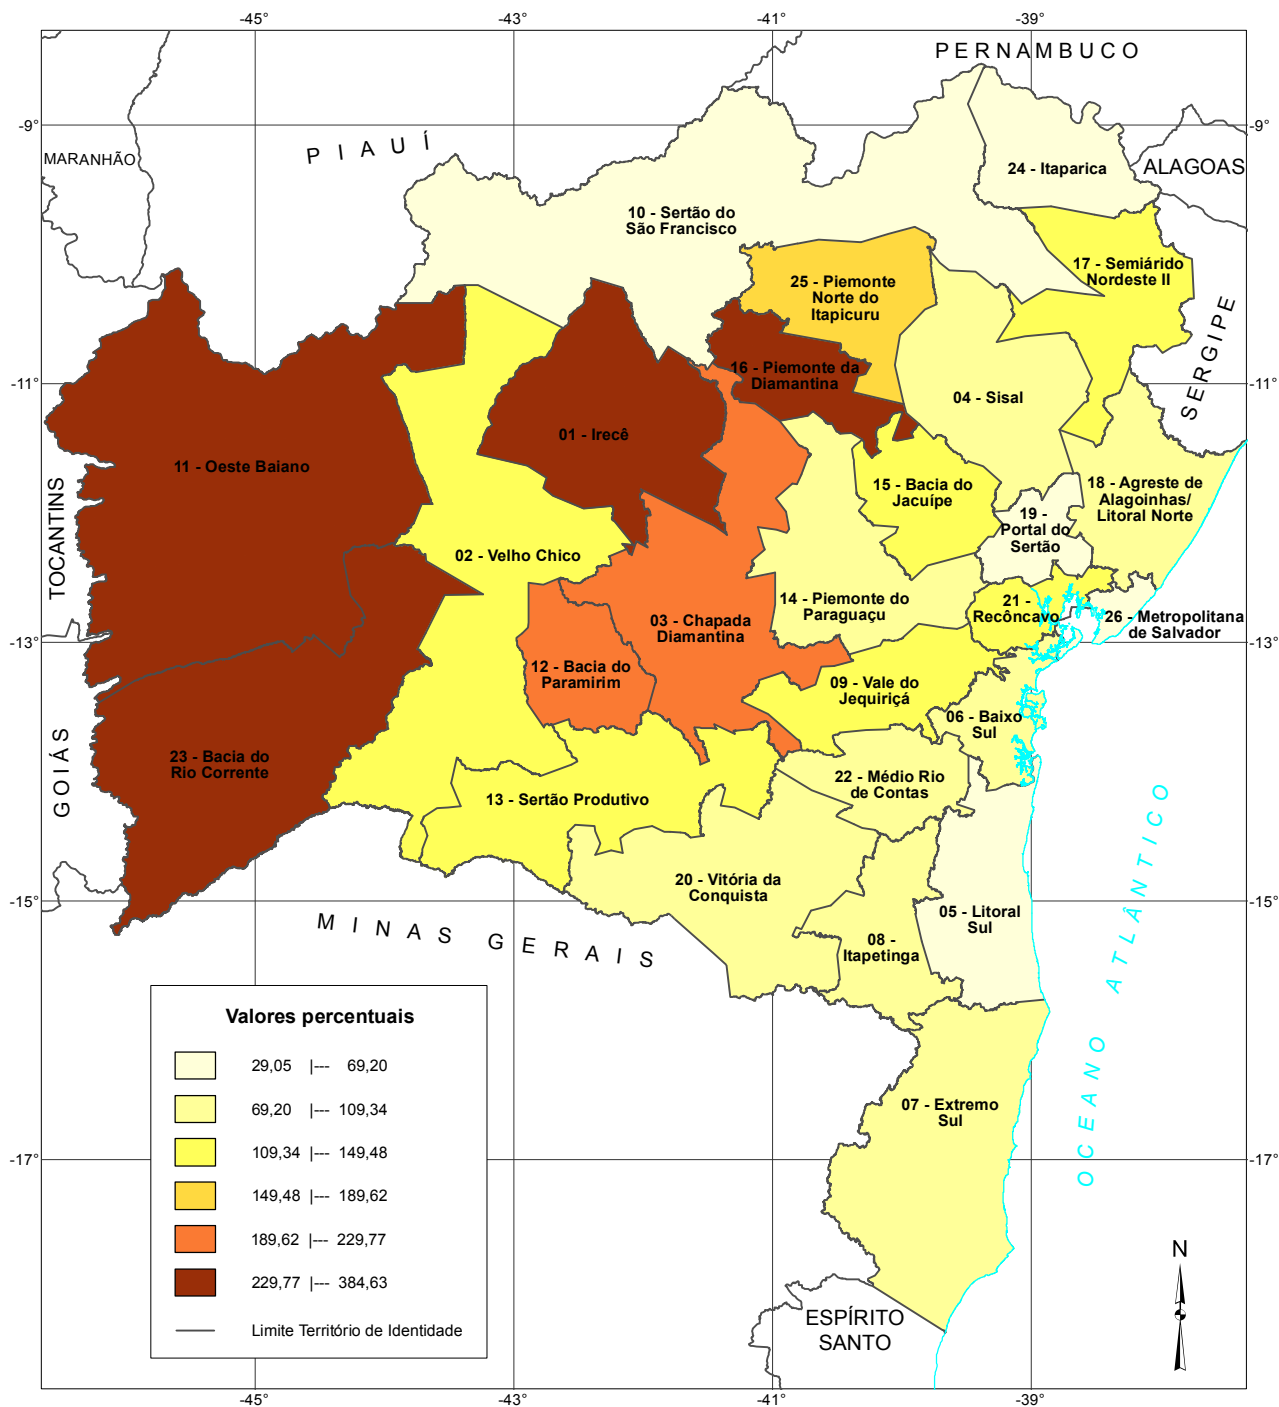 -45°
-43°
-41°
-39°
PERNAMBUCO
-9°
-9°
PIAUÍ
MARANHÃO
ALAGOAS
24 - Itaparica
10 - Sertão do
São Francisco
17 - Semiárido
Nordeste II
25 - Piemonte
Norte do
Itapicuru
SERGIPE
16 - Piemonte da
Diamantina
-11°
-11°
04 - Sisal
01 - Irecê
11 - Oeste Baiano
15 - Bacia do
Jacuípe
18 - Agreste de
Alagoinhas/
Litoral Norte
19 -
Portal do
Sertão
TOCANTINS
02 - Velho Chico
14 - Piemonte do
Paraguaçu
21 -
Recôncavo
03 - Chapada
Diamantina
26 - Metropolitana
de Salvador
-13°
-13°
12 - Bacia do
Paramirim
09 - Vale do
Jequiriçá
06 - Baixo
Sul
GOIÁS
23 - Bacia do
Rio Corrente
22 - Médio Rio
de Contas
13 - Sertão Produtivo
20 - Vitória da
Conquista
-15°
-15°
05 - Litoral
Sul
08 -
Itapetinga
MINAS GERAIS
OCEANO ATLÂNTICO
07 - Extremo
Sul
-17°
-17°
Valores percentuais
29,05 |--- 69,20
69,20 |--- 109,34
109,34 |--- 149,48
149,48 |--- 189,62
189,62 |--- 229,77
229,77 |--- 384,63
Limite Território de Identidade
N
ESPÍRITO
SANTO
-45°
-43°
-41°
-39°